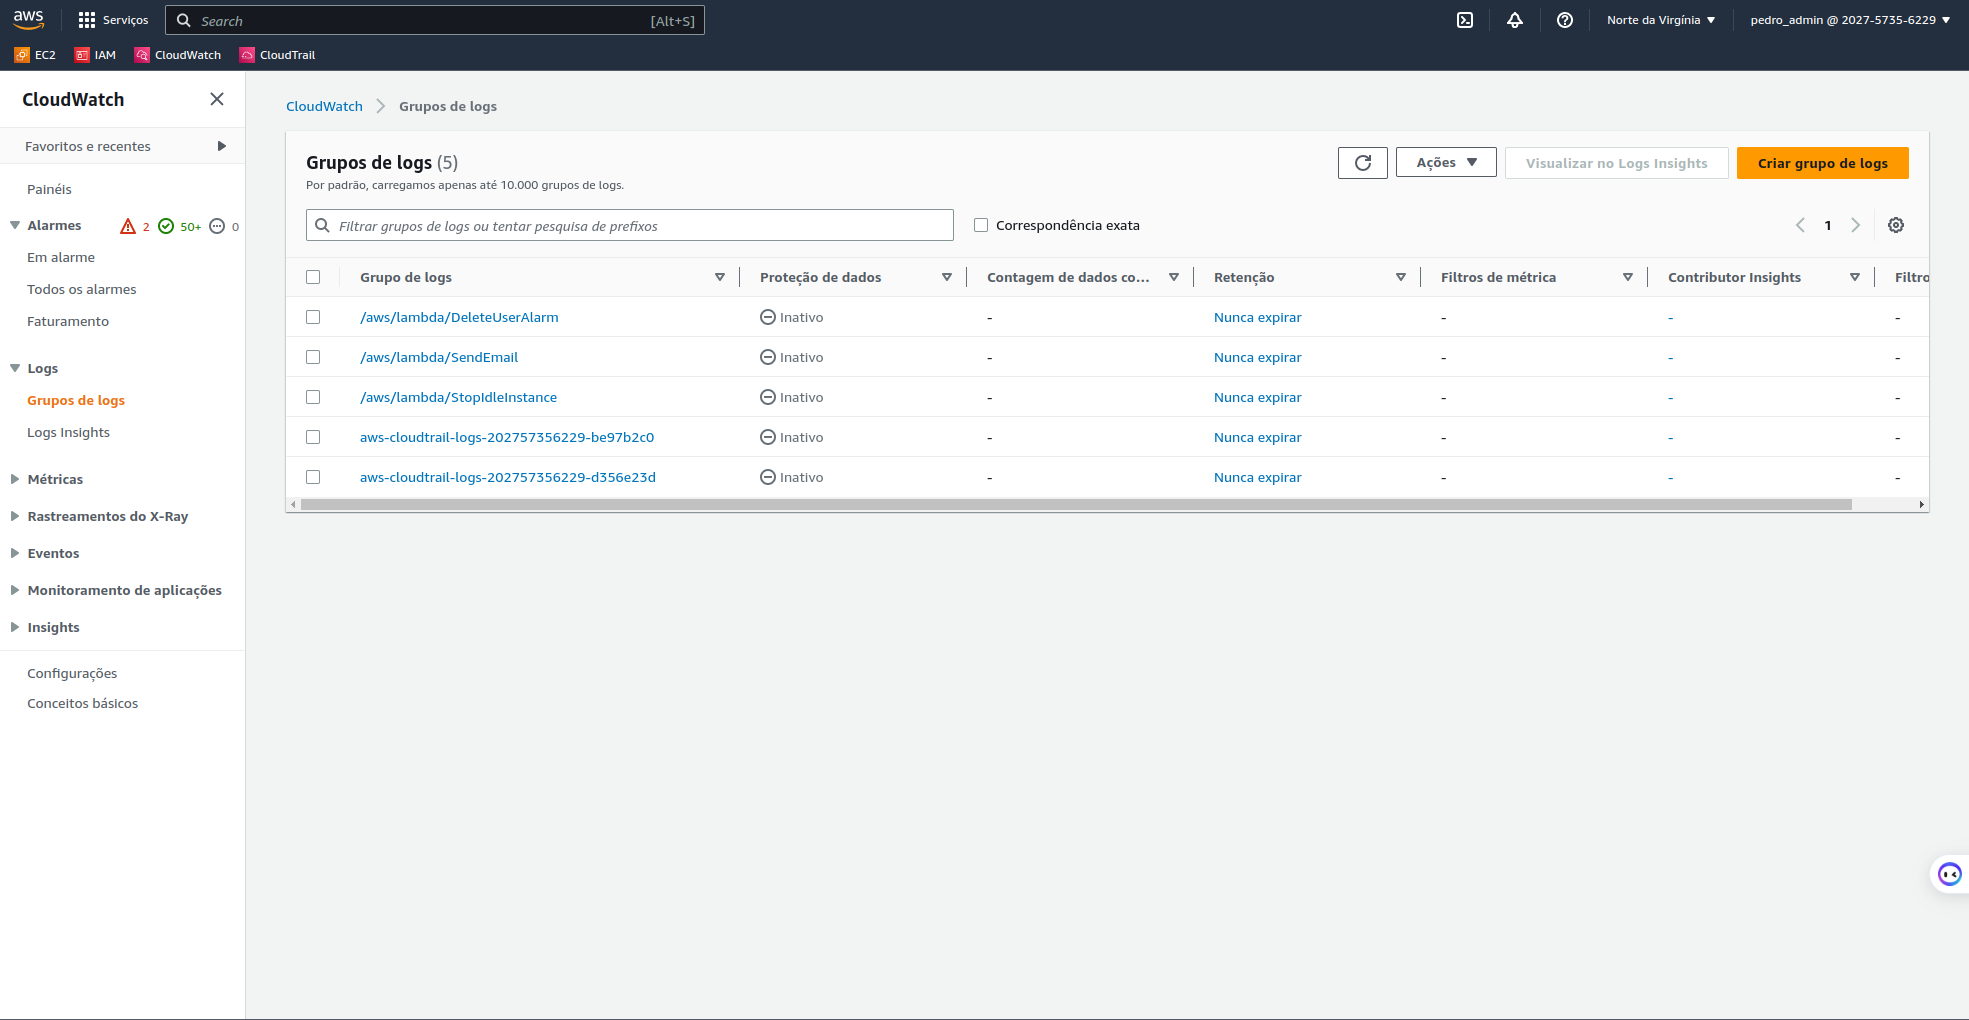 aws Serviços Search [Alt+S] Norte da Virgínia pedro_admin @ 2027-5735-6229
EC2 IAM CloudWatch CloudTrail
CloudWatch
Favoritos e recentes
Painéis
Alarmes 2 50+ 0
Em alarme
Todos os alarmes
Faturamento
Logs
Grupos de logs
Logs Insights
Métricas
Rastreamentos do X-Ray
Eventos
Monitoramento de aplicações
Insights
Configurações
Conceitos básicos
CloudWatch Grupos de logs
Grupos de logs (5)
Por padrão, carregamos apenas até 10.000 grupos de logs.
Ações Visualizar no Logs Insights Criar grupo de logs
Filtrar grupos de logs ou tentar pesquisa de prefixos Correspondência exata 1
Grupo de logs Proteção de dados Contagem de dados co... Retenção Filtros de métrica Contributor Insights Filtro
/aws/lambda/DeleteUserAlarm Inativo - Nunca expirar - - -
/aws/lambda/SendEmail Inativo - Nunca expirar - - -
/aws/lambda/StopIdleInstance Inativo - Nunca expirar - - -
aws-cloudtrail-logs-202757356229-be97b2c0 Inativo - Nunca expirar - - -
aws-cloudtrail-logs-202757356229-d356e23d Inativo - Nunca expirar - - -